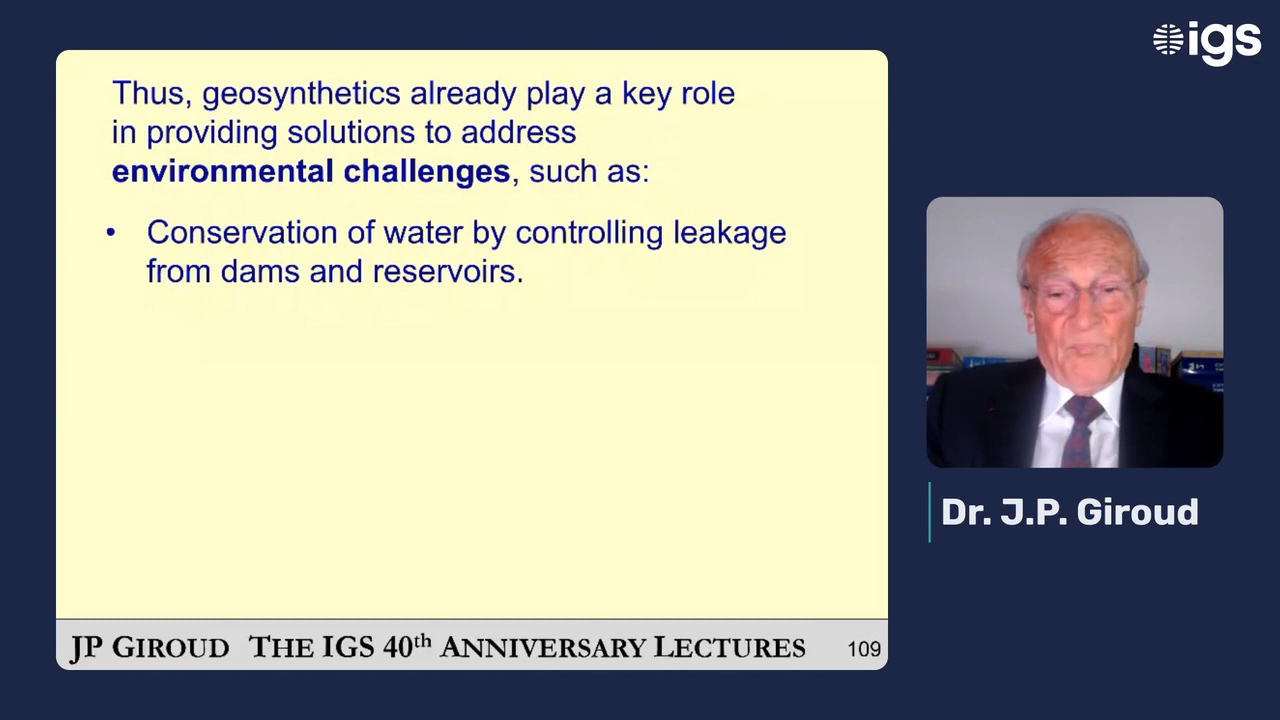 igs
Thus, geosynthetics already play a key role
in providing solutions to address
environmental challenges, such as:
• Conservation of water by controlling leakage
from dams and reservoirs.
Dr. J.P. Giroud
JP GIROUD THE IGS 40th ANNIVERSARY LECTURES 109